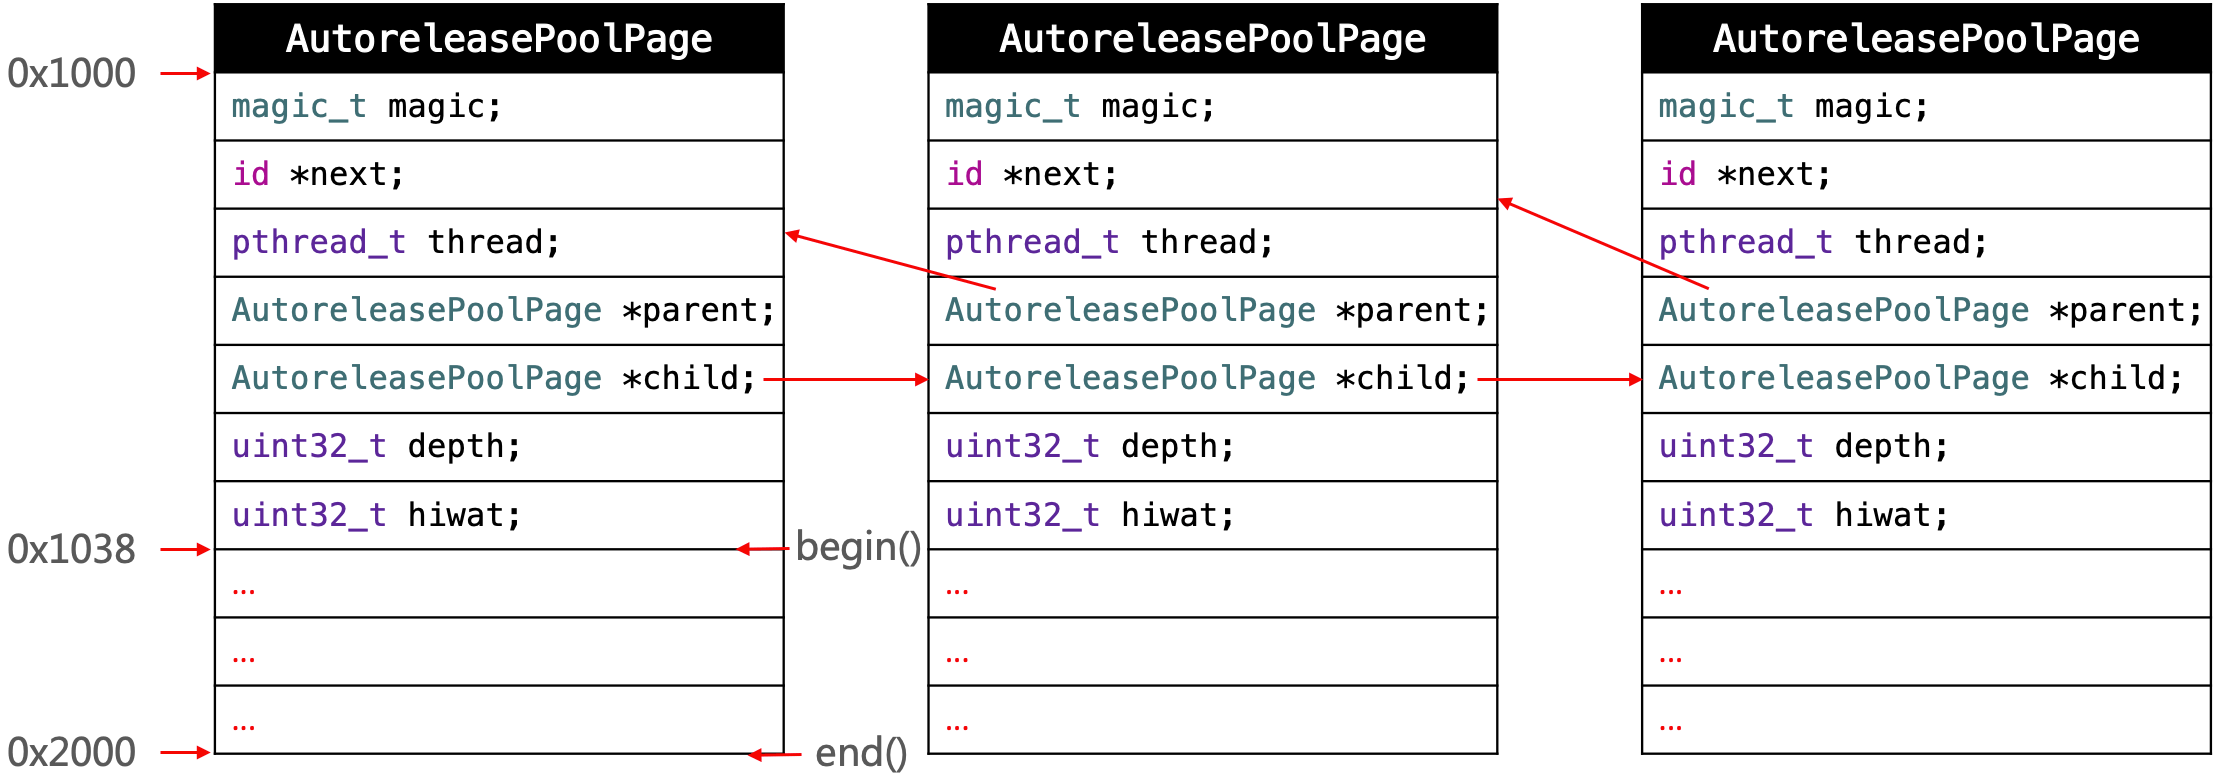 AutoreleasePoolPage
0x1000
magic_t magic;
id *next;
pthread_t thread;
AutoreleasePoolPage *parent;
AutoreleasePoolPage *child;
uint32_t depth;
uint32_t hiwat;
0x1038
begin()
...
...
...
0x2000
end()
AutoreleasePoolPage
magic_t magic;
id *next;
pthread_t thread;
AutoreleasePoolPage *parent;
AutoreleasePoolPage *child;
uint32_t depth;
uint32_t hiwat;
...
...
...
AutoreleasePoolPage
magic_t magic;
id *next;
pthread_t thread;
AutoreleasePoolPage *parent;
AutoreleasePoolPage *child;
uint32_t depth;
uint32_t hiwat;
...
...
...